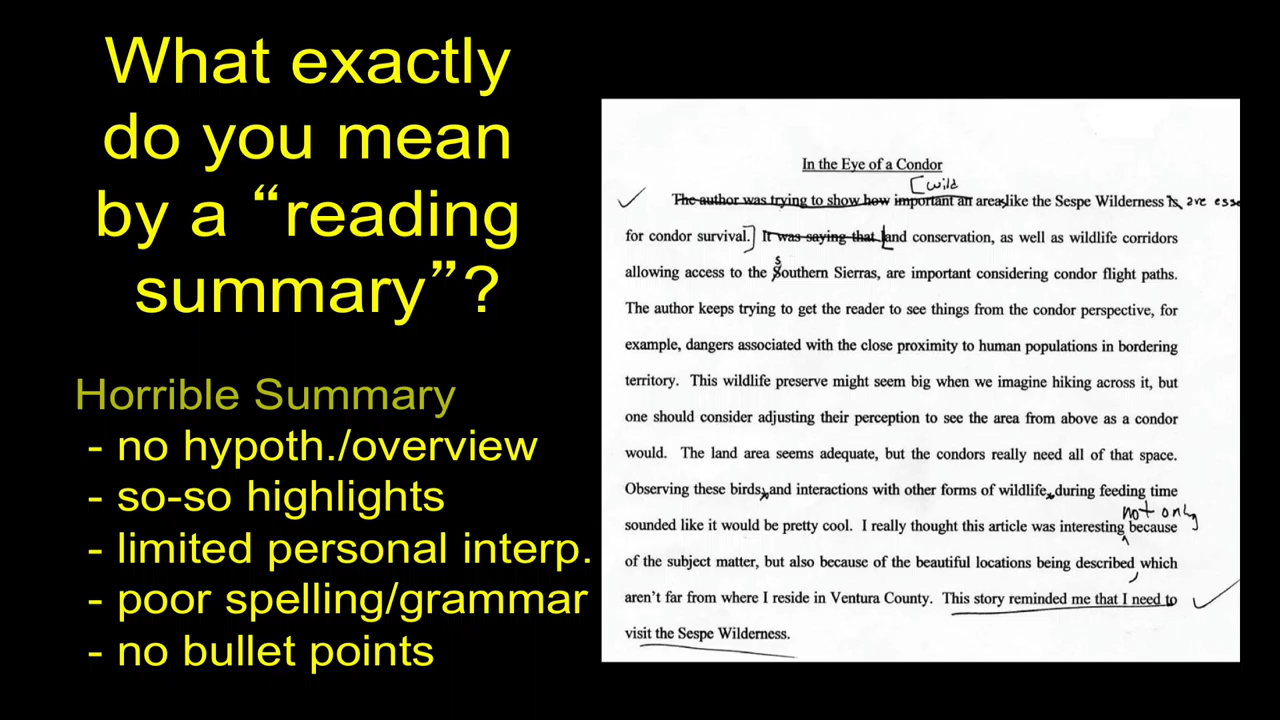 What exactly
do you mean
by a “reading
summary”?
Horrible Summary
- no hypoth./overview
- so-so highlights
- limited personal interp.
- poor spelling/grammar
- no bullet points
In the Eye of a Condor
[wild
The author was trying to show how important an areas, like the Sespe Wilderness is, are esse
for condor survival.] It was saying that [land conservation, as well as wildlife corridors
s
allowing access to the Southern Sierras, are important considering condor flight paths.
The author keeps trying to get the reader to see things from the condor perspective, for
example, dangers associated with the close proximity to human populations in bordering
territory. This wildlife preserve might seem big when we imagine hiking across it, but
one should consider adjusting their perception to see the area from above as a condor
would. The land area seems adequate, but the condors really need all of that space.
Observing these birds, and interactions with other forms of wildlife, during feeding time
not only
sounded like it would be pretty cool. I really thought this article was interesting because
of the subject matter, but also because of the beautiful locations being described, which
aren't far from where I reside in Ventura County. This story reminded me that I need to
visit the Sespe Wilderness.